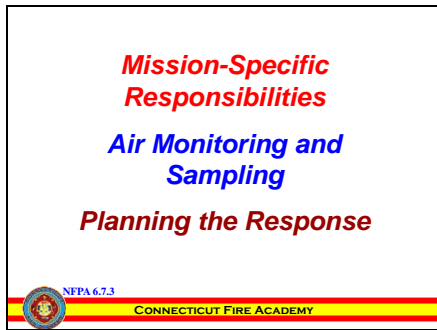 Mission-Specific
Responsibilities
Air Monitoring and
Sampling
Planning the Response
NFPA 6.7.3
CONNECTICUT FIRE ACADEMY